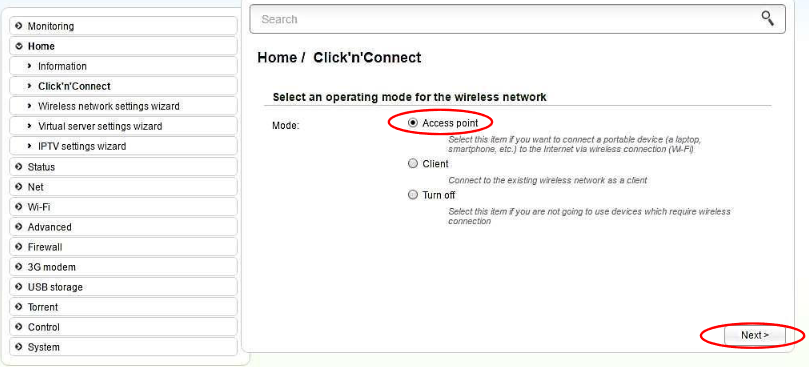 Monitoring
Home
Information
Click'n'Connect
Wireless network settings wizard
Virtual server settings wizard
IPTV settings wizard
Status
Net
Wi-Fi
Advanced
Firewall
3G modem
USB storage
Torrent
Control
System
Search
Home / Click'n'Connect
Select an operating mode for the wireless network
Mode:
Access point
Select this item if you want to connect a portable device (a laptop,
smartphone, etc.) to the Internet via wireless connection (Wi-Fi)
Client
Connect to the existing wireless network as a client
Turn off
Select this item if you are not going to use devices which require wireless
connection
Next >